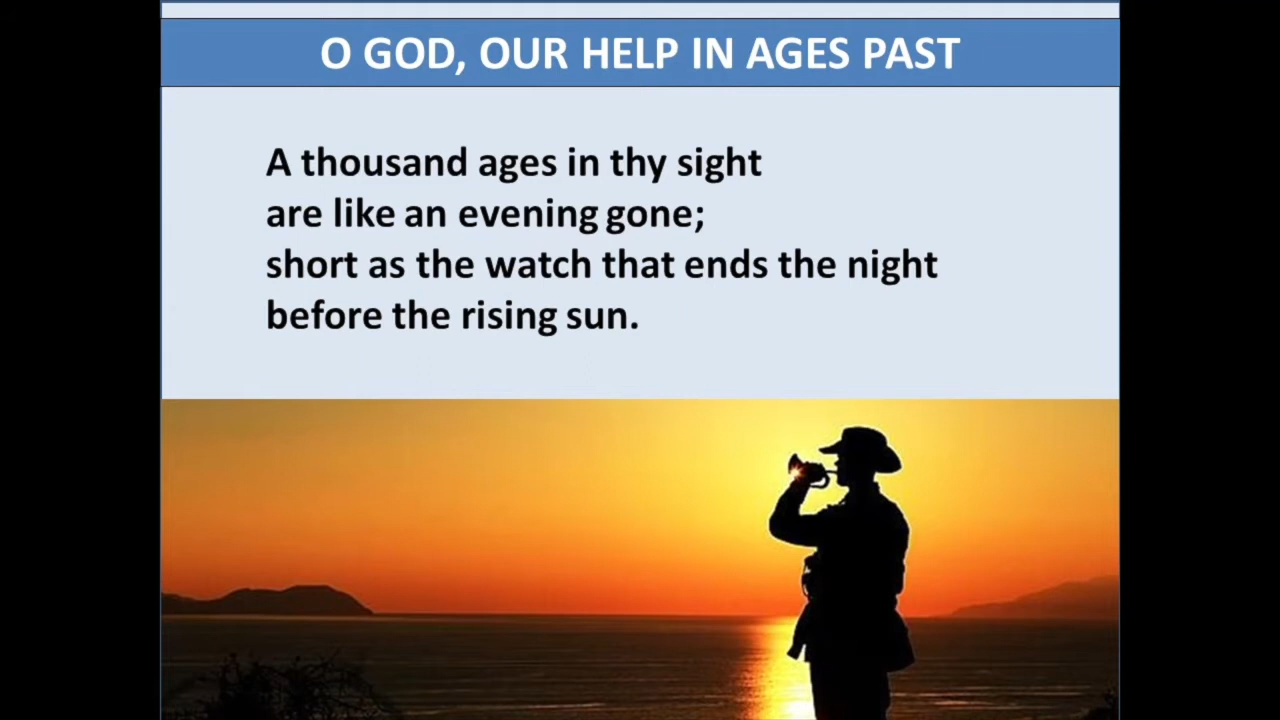 O GOD, OUR HELP IN AGES PAST
A thousand ages in thy sight
are like an evening gone;
short as the watch that ends the night
before the rising sun.